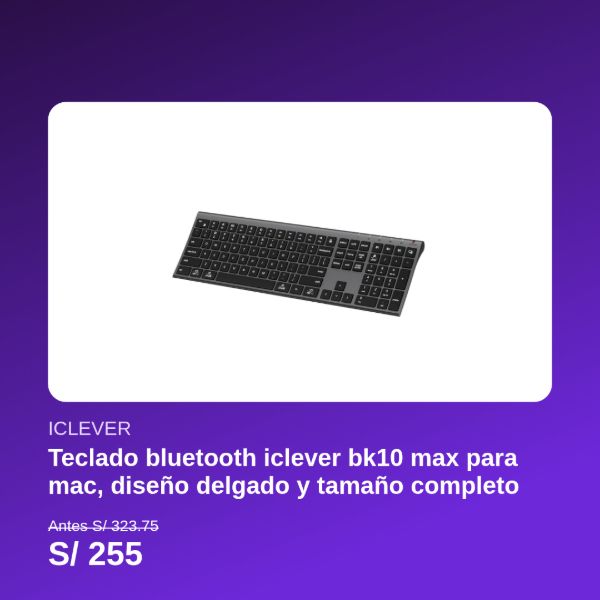 ICLEVER
Teclado bluetooth iclever bk10 max para
mac, diseño delgado y tamaño completo
Antes S/ 323.75
S/ 255